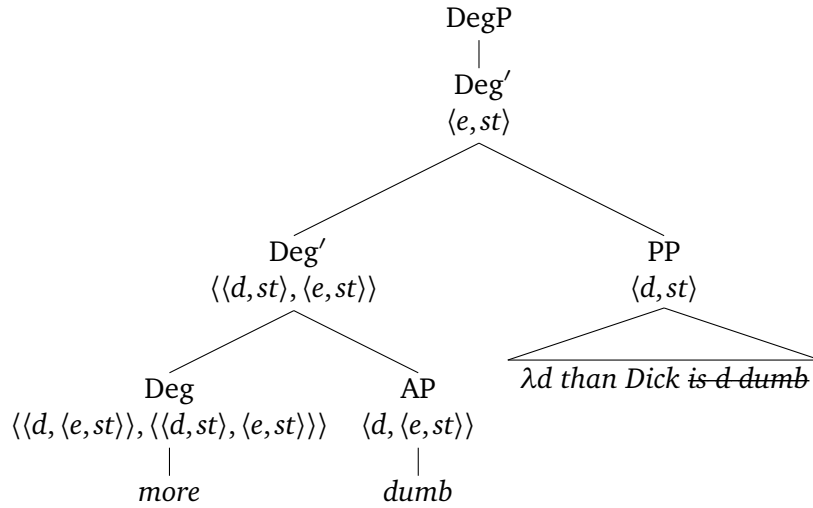 DegP
Deg′
⟨e, st⟩
Deg′ PP
⟨⟨d, st⟩, ⟨e, st⟩⟩ ⟨d, st⟩
Deg AP λd than Dick is d dumb
⟨⟨d, ⟨e, st⟩⟩, ⟨⟨d, st⟩, ⟨e, st⟩⟩⟩ ⟨d, ⟨e, st⟩⟩
more dumb